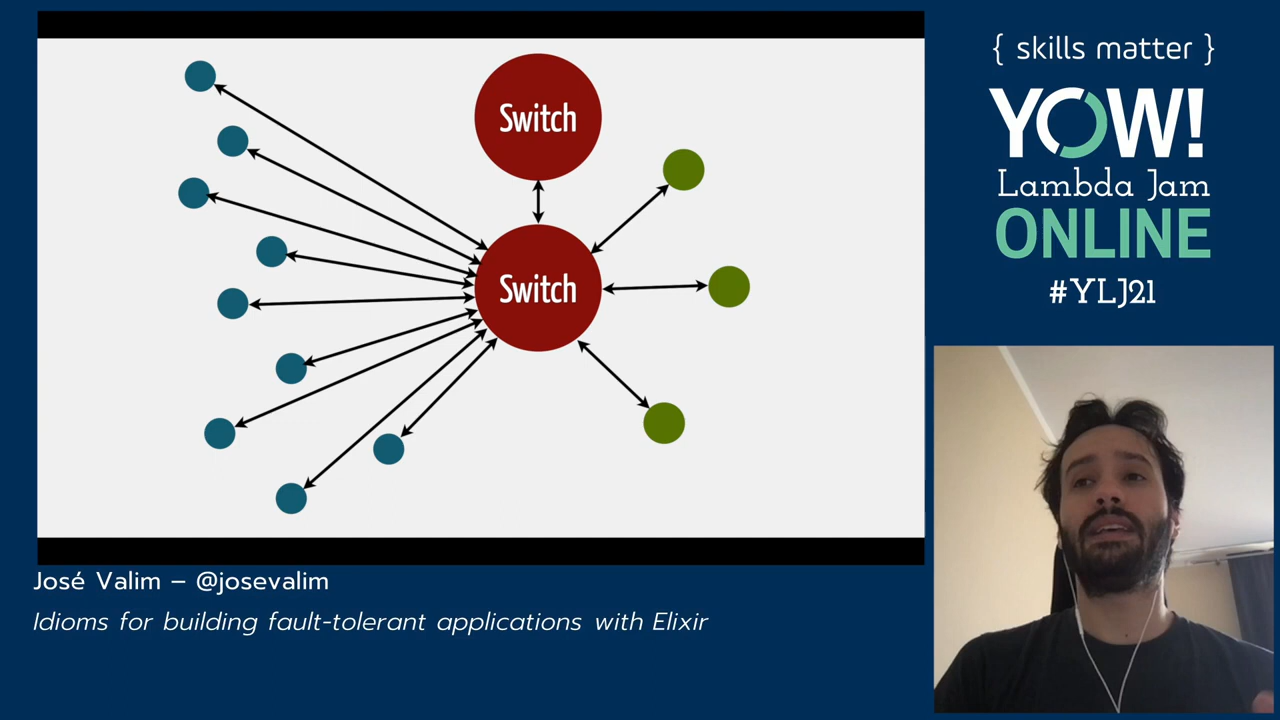 Switch
Switch
{ skills matter }
YOW!
Lambda Jam
ONLINE
#YLJ21
José Valim – @josevalim
Idioms for building fault-tolerant applications with Elixir